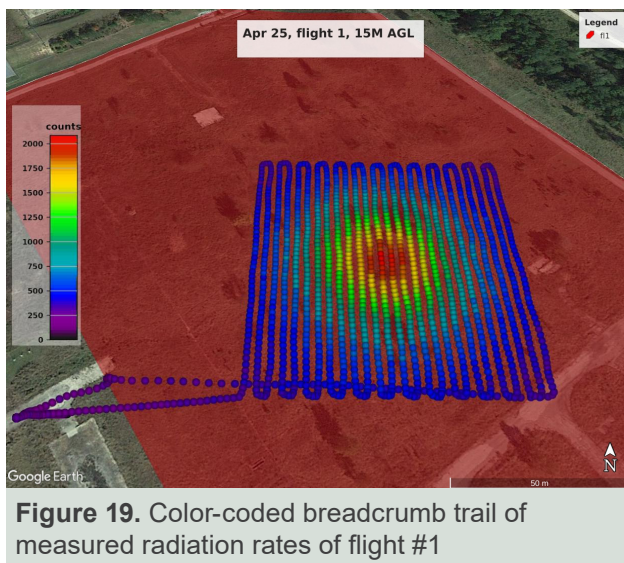 Apr 25, flight 1, 15M AGL
Legend
fl1
counts
2000
1750
1500
1250
1000
750
500
250
0
N
Google Earth
50 m
Figure 19. Color-coded breadcrumb trail of
measured radiation rates of flight #1